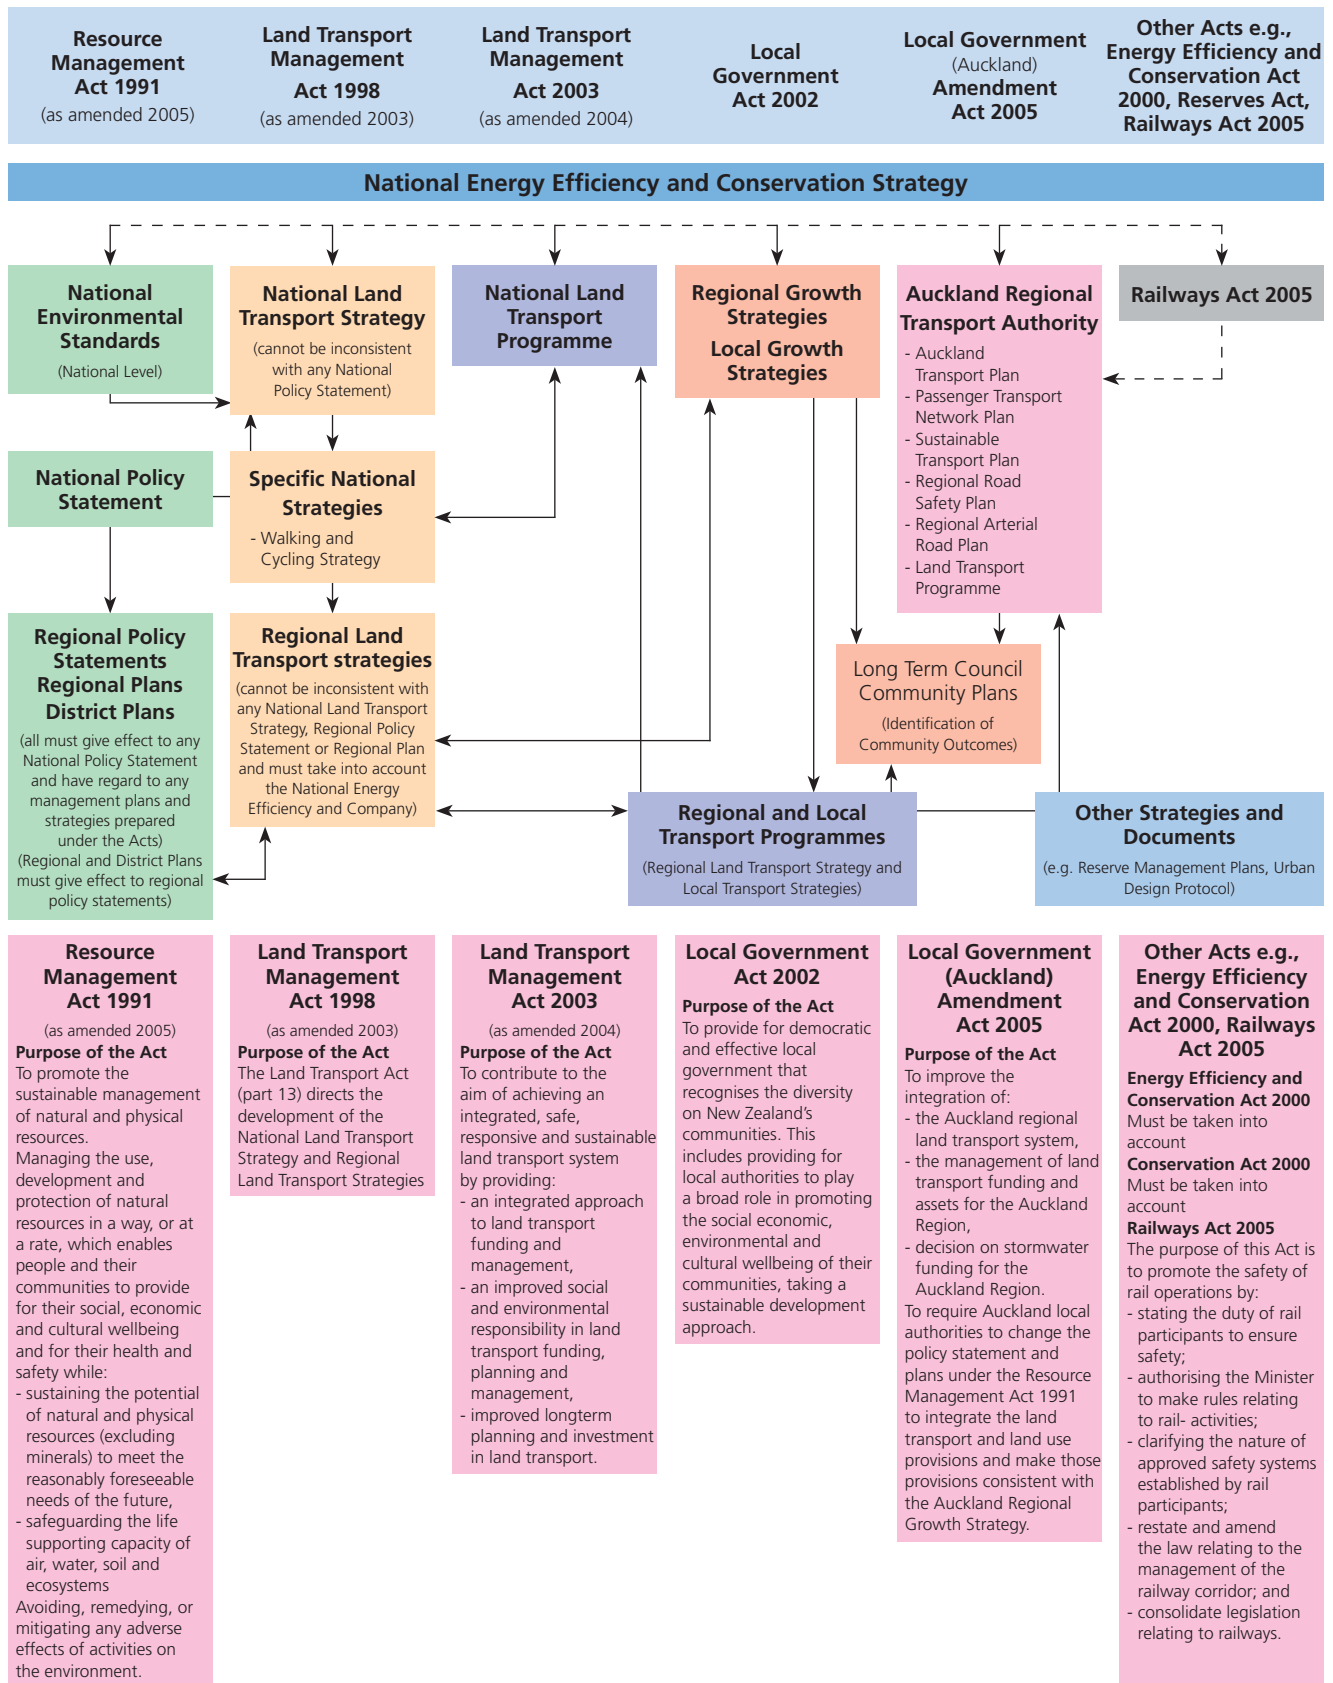 Resource
Management
Act 1991
(as amended 2005)
Land Transport
Management
Act 1998
(as amended 2003)
Land Transport
Management
Act 2003
(as amended 2004)
Local
Government
Act 2002
Local Government
(Auckland)
Amendment
Act 2005
Other Acts e.g.,
Energy Efficiency and
Conservation Act
2000, Reserves Act,
Railways Act 2005
National Energy Efficiency and Conservation Strategy
National
Environmental
Standards
(National Level)
National Land
Transport Strategy
(cannot be inconsistent
with any National
Policy Statement)
National Land
Transport
Programme
Regional Growth
Strategies
Local Growth
Strategies
Auckland Regional
Transport Authority
- Auckland
Transport Plan
- Passenger Transport
Network Plan
- Sustainable
Transport Plan
- Regional Road
Safety Plan
- Regional Arterial
Road Plan
- Land Transport
Programme
Railways Act 2005
National Policy
Statement
Specific National
Strategies
- Walking and
Cycling Strategy
Regional Policy
Statements
Regional Plans
District Plans
(all must give effect to any
National Policy Statement
and have regard to any
management plans and
strategies prepared
under the Acts)
(Regional and District Plans
must give effect to regional
policy statements)
Regional Land
Transport strategies
(cannot be inconsistent with
any National Land Transport
Strategy, Regional Policy
Statement or Regional Plan
and must take into account
the National Energy
Efficiency and Company)
Long Term Council
Community Plans
(Identification of
Community Outcomes)
Regional and Local
Transport Programmes
(Regional Land Transport Strategy and
Local Transport Strategies)
Other Strategies and
Documents
(e.g. Reserve Management Plans, Urban
Design Protocol)
Resource
Management
Act 1991
(as amended 2005)
Purpose of the Act
To promote the
sustainable management
of natural and physical
resources.
Managing the use,
development and
protection of natural
resources in a way, or at
a rate, which enables
people and their
communities to provide
for their social, economic
and cultural wellbeing
and for their health and
safety while:
- sustaining the potential
of natural and physical
resources (excluding
minerals) to meet the
reasonably foreseeable
needs of the future,
- safeguarding the life
supporting capacity of
air, water, soil and
ecosystems
Avoiding, remedying, or
mitigating any adverse
effects of activities on
the environment.
Land Transport
Management
Act 1998
(as amended 2003)
Purpose of the Act
The Land Transport Act
(part 13) directs the
development of the
National Land Transport
Strategy and Regional
Land Transport Strategies
Land Transport
Management
Act 2003
(as amended 2004)
Purpose of the Act
To contribute to the
aim of achieving an
integrated, safe,
responsive and sustainable
land transport system
by providing:
- an integrated approach
to land transport
funding and
management,
- an improved social
and environmental
responsibility in land
transport funding,
planning and
management,
- improved longterm
planning and investment
in land transport.
Local Government
Act 2002
Purpose of the Act
To provide for democratic
and effective local
government that
recognises the diversity
on New Zealand's
communities. This
includes providing for
local authorities to play
a broad role in promoting
the social economic,
environmental and
cultural wellbeing of their
communities, taking a
sustainable development
approach.
Local Government
(Auckland)
Amendment
Act 2005
Purpose of the Act
To improve the
integration of:
- the Auckland regional
land transport system,
- the management of land
transport funding and
assets for the Auckland
Region,
- decision on stormwater
funding for the
Auckland Region.
To require Auckland local
authorities to change the
policy statement and
plans under the Resource
Management Act 1991
to integrate the land
transport and land use
provisions and make those
provisions consistent with
the Auckland Regional
Growth Strategy.
Other Acts e.g.,
Energy Efficiency
and Conservation
Act 2000, Railways
Act 2005
Energy Efficiency and
Conservation Act 2000
Must be taken into
account
Conservation Act 2000
Must be taken into
account
Railways Act 2005
The purpose of this Act is
to promote the safety of
rail operations by:
- stating the duty of rail
participants to ensure
safety;
- authorising the Minister
to make rules relating
to rail- activities;
- clarifying the nature of
approved safety systems
established by rail
participants;
- restate and amend
the law relating to the
management of the
railway corridor; and
- consolidate legislation
relating to railways.